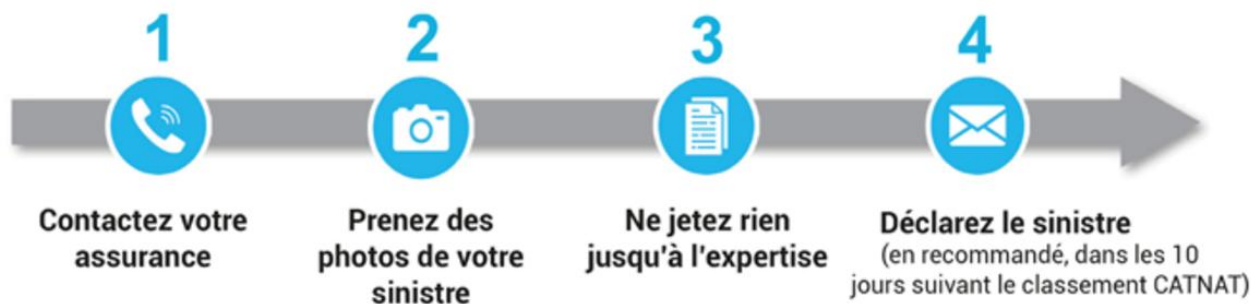 1
2
3
4
Contactez votre
assurance
Prenez des
photos de votre
sinistre
Ne jetez rien
jusqu'à l'expertise
Déclarez le sinistre
(en recommandé, dans les 10
jours suivant le classement CATNAT)